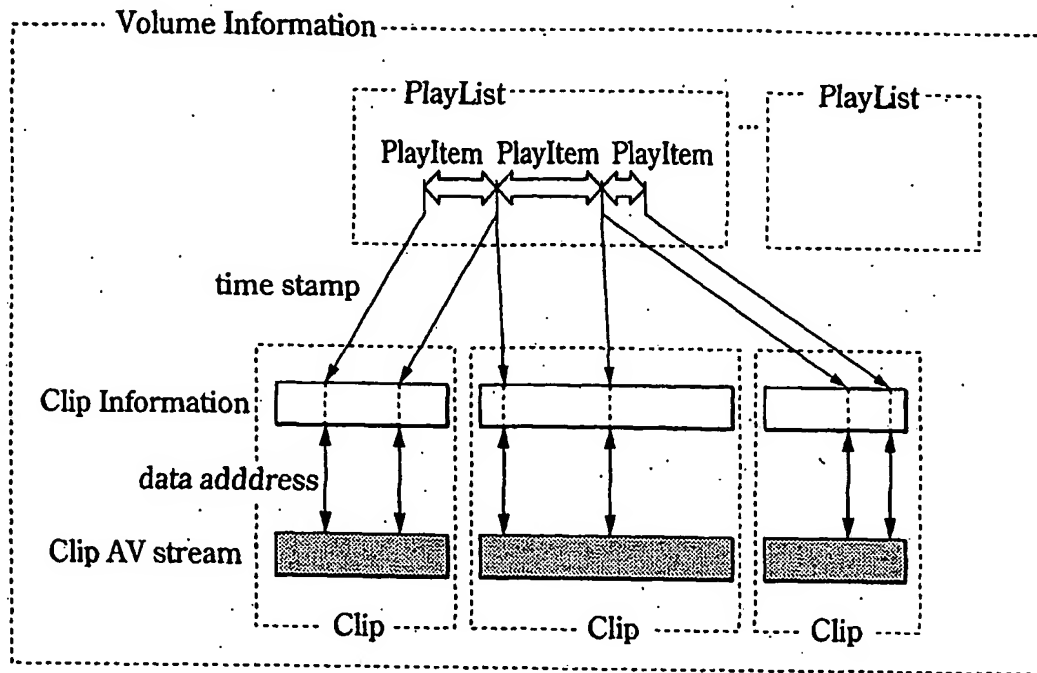 Volume Information
PlayList
PlayList
...
PlayItem PlayItem PlayItem
time stamp
Clip Information
data adddress
Clip AV stream
Clip
Clip
Clip